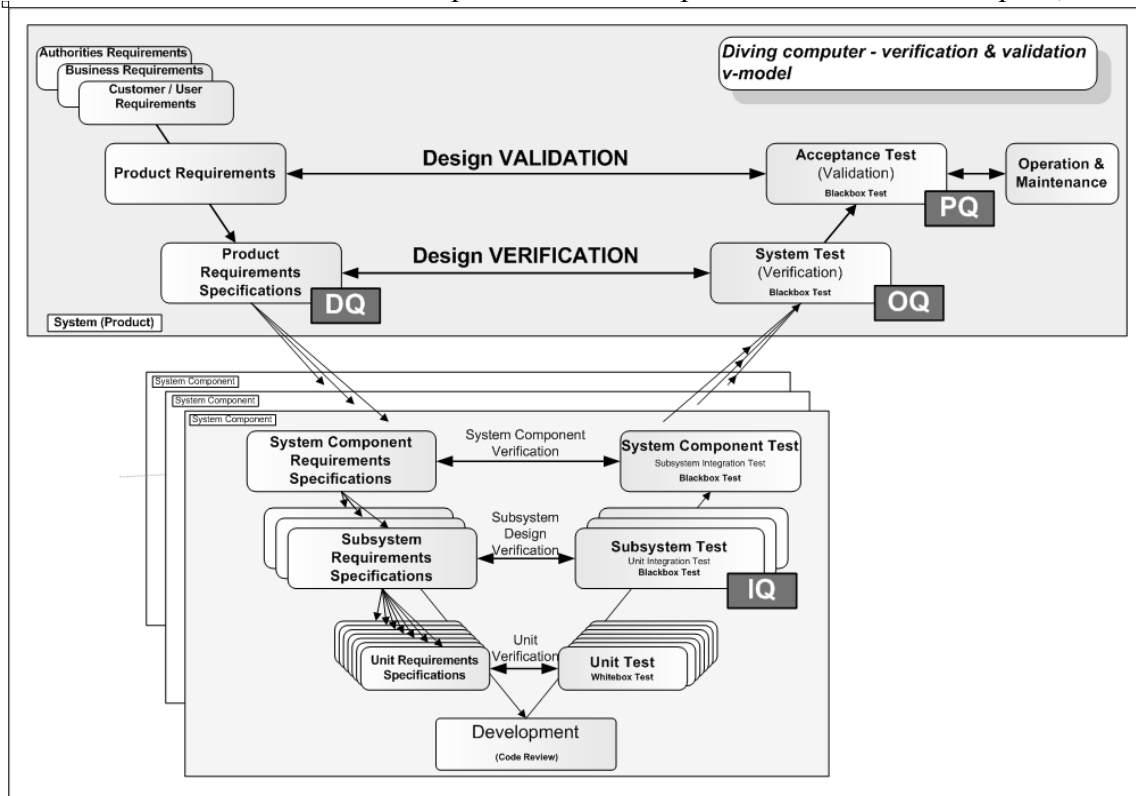 Authorities Requirements
Business Requirements
Customer / User
Requirements
Diving computer - verification & validation
v-model
Product Requirements
Design VALIDATION
Acceptance Test
(Validation)
Blackbox Test
PQ
Operation &
Maintenance
Product
Requirements
Specifications
DQ
Design VERIFICATION
System Test
(Verification)
Blackbox Test
OQ
System (Product)
System Component
System Component
System Component
System Component
Requirements
Specifications
System Component
Verification
System Component Test
Subsystem Integration Test
Blackbox Test
Subsystem
Requirements
Specifications
Subsystem
Design
Verification
Subsystem Test
Unit Integration Test
Blackbox Test
IQ
Unit Requirements
Specifications
Unit
Verification
Unit Test
Whitebox Test
Development
(Code Review)